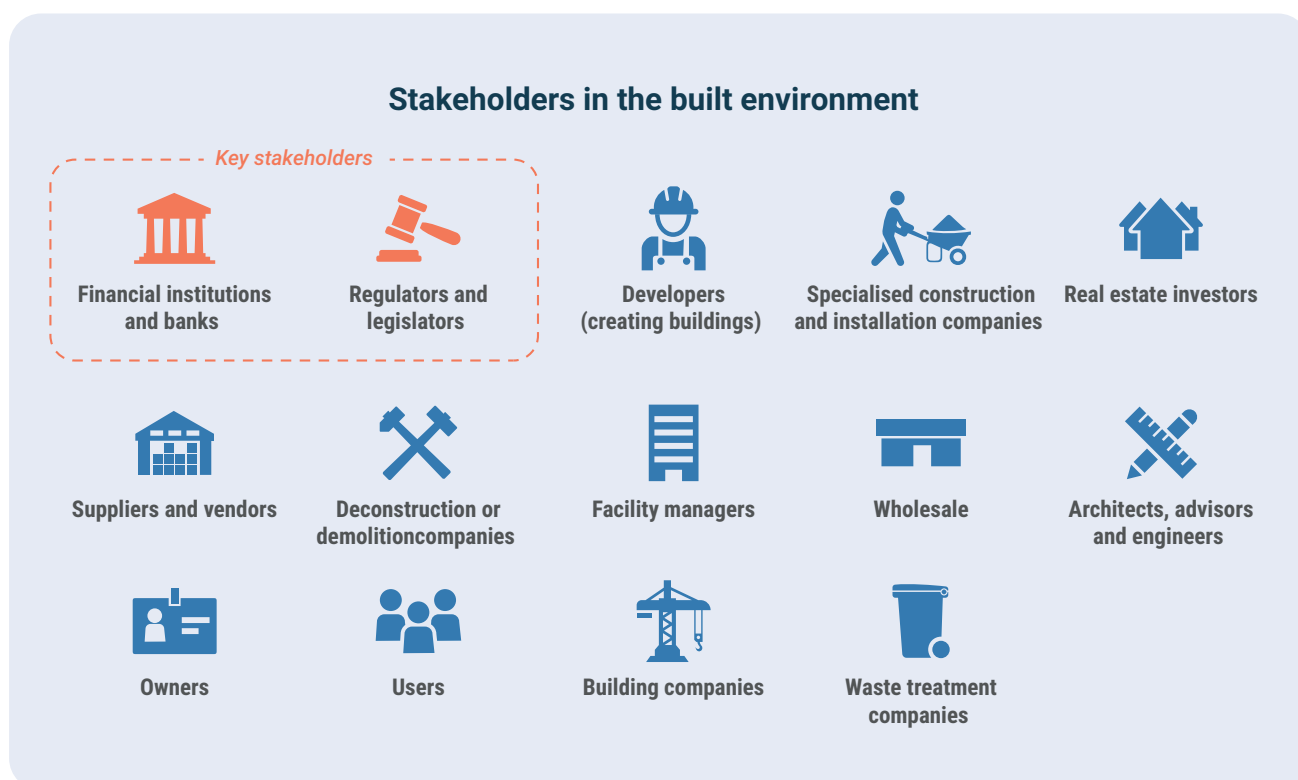 Stakeholders in the built environment
Key stakeholders
Financial institutions
and banks
Regulators and
legislators
Developers
(creating buildings)
Specialised construction
and installation companies
Real estate investors
Suppliers and vendors
Deconstruction or
demolitioncompanies
Facility managers
Wholesale
Architects, advisors
and engineers
Owners
Users
Building companies
Waste treatment
companies